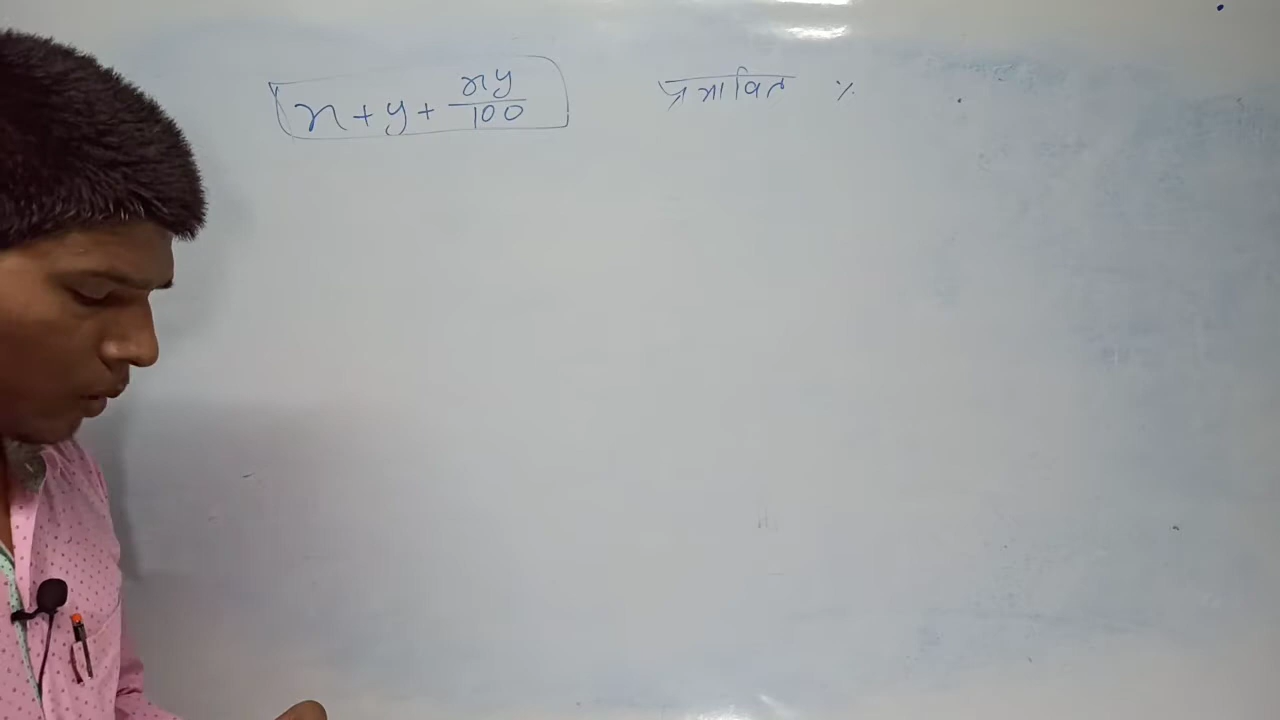 x + y + xy/100 प्रभावित %